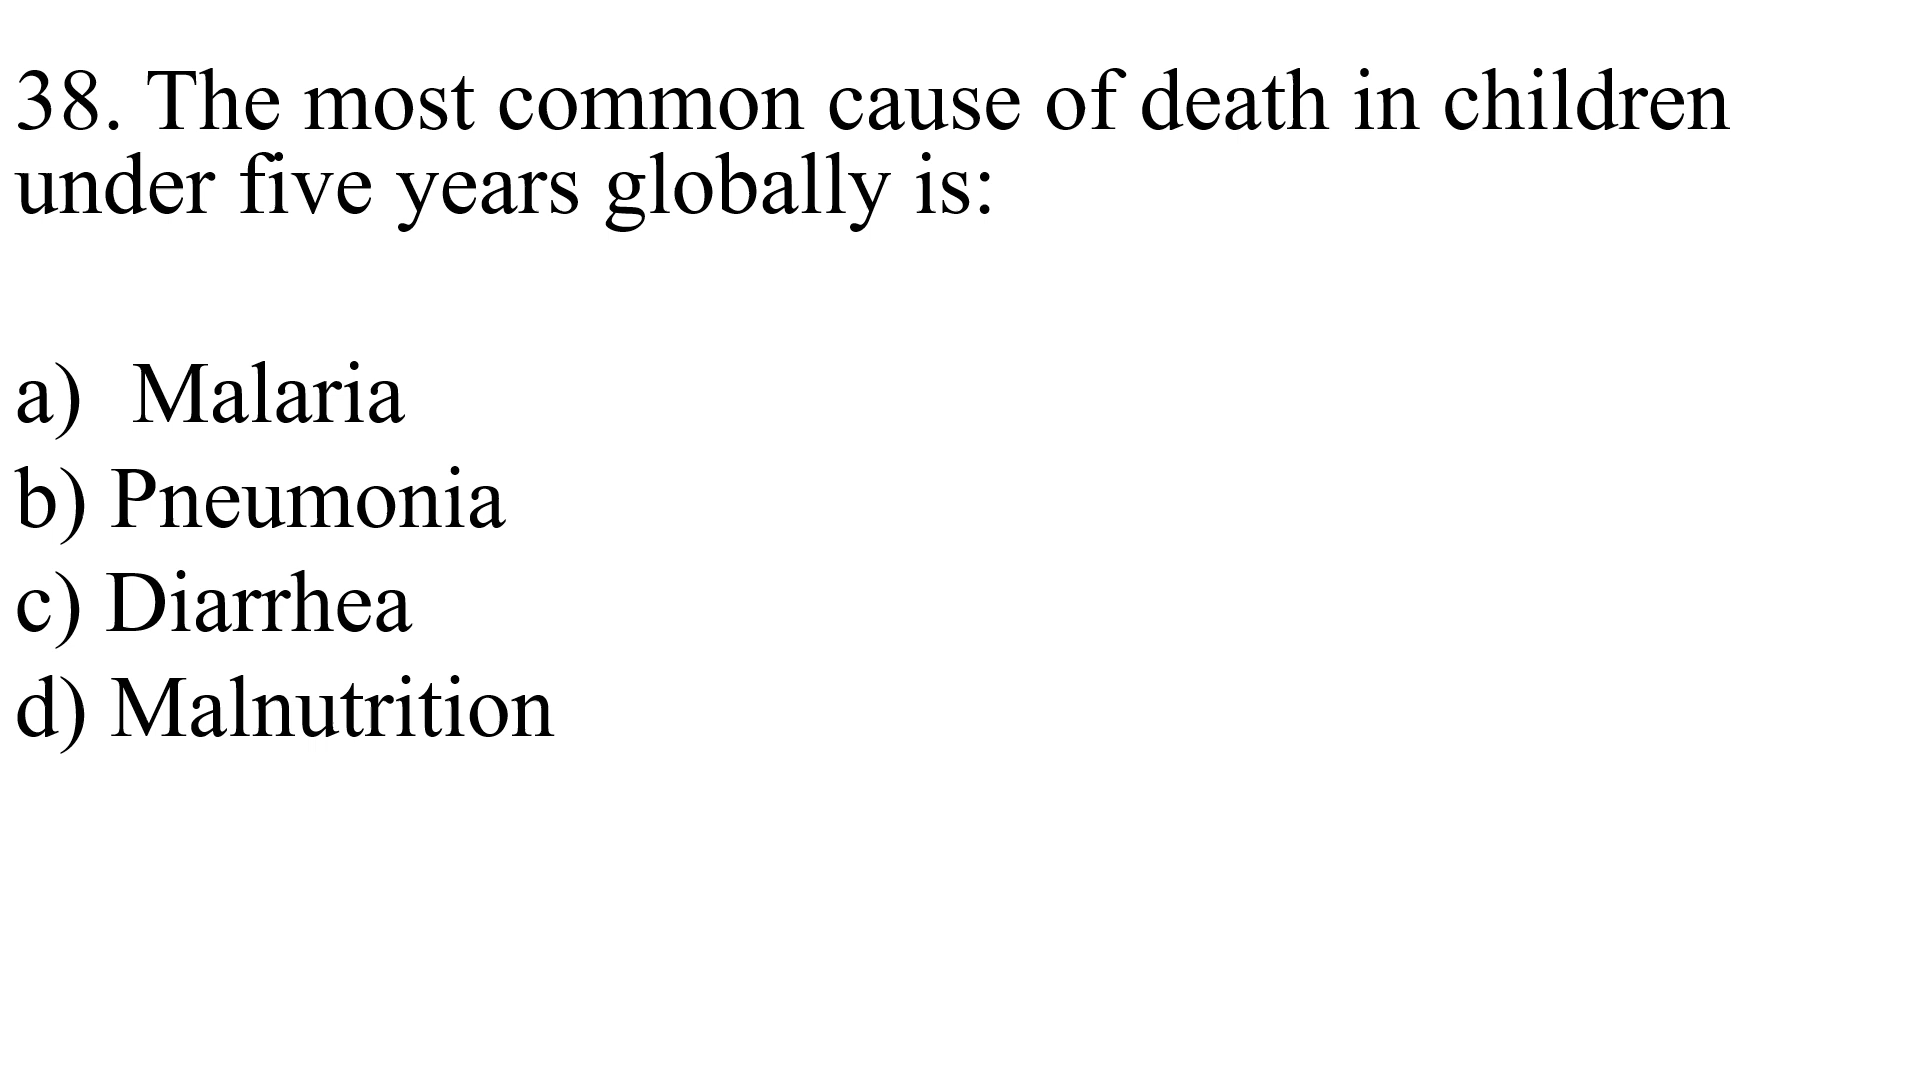 38. The most common cause of death in children
under five years globally is:
a) Malaria
b) Pneumonia
c) Diarrhea
d) Malnutrition